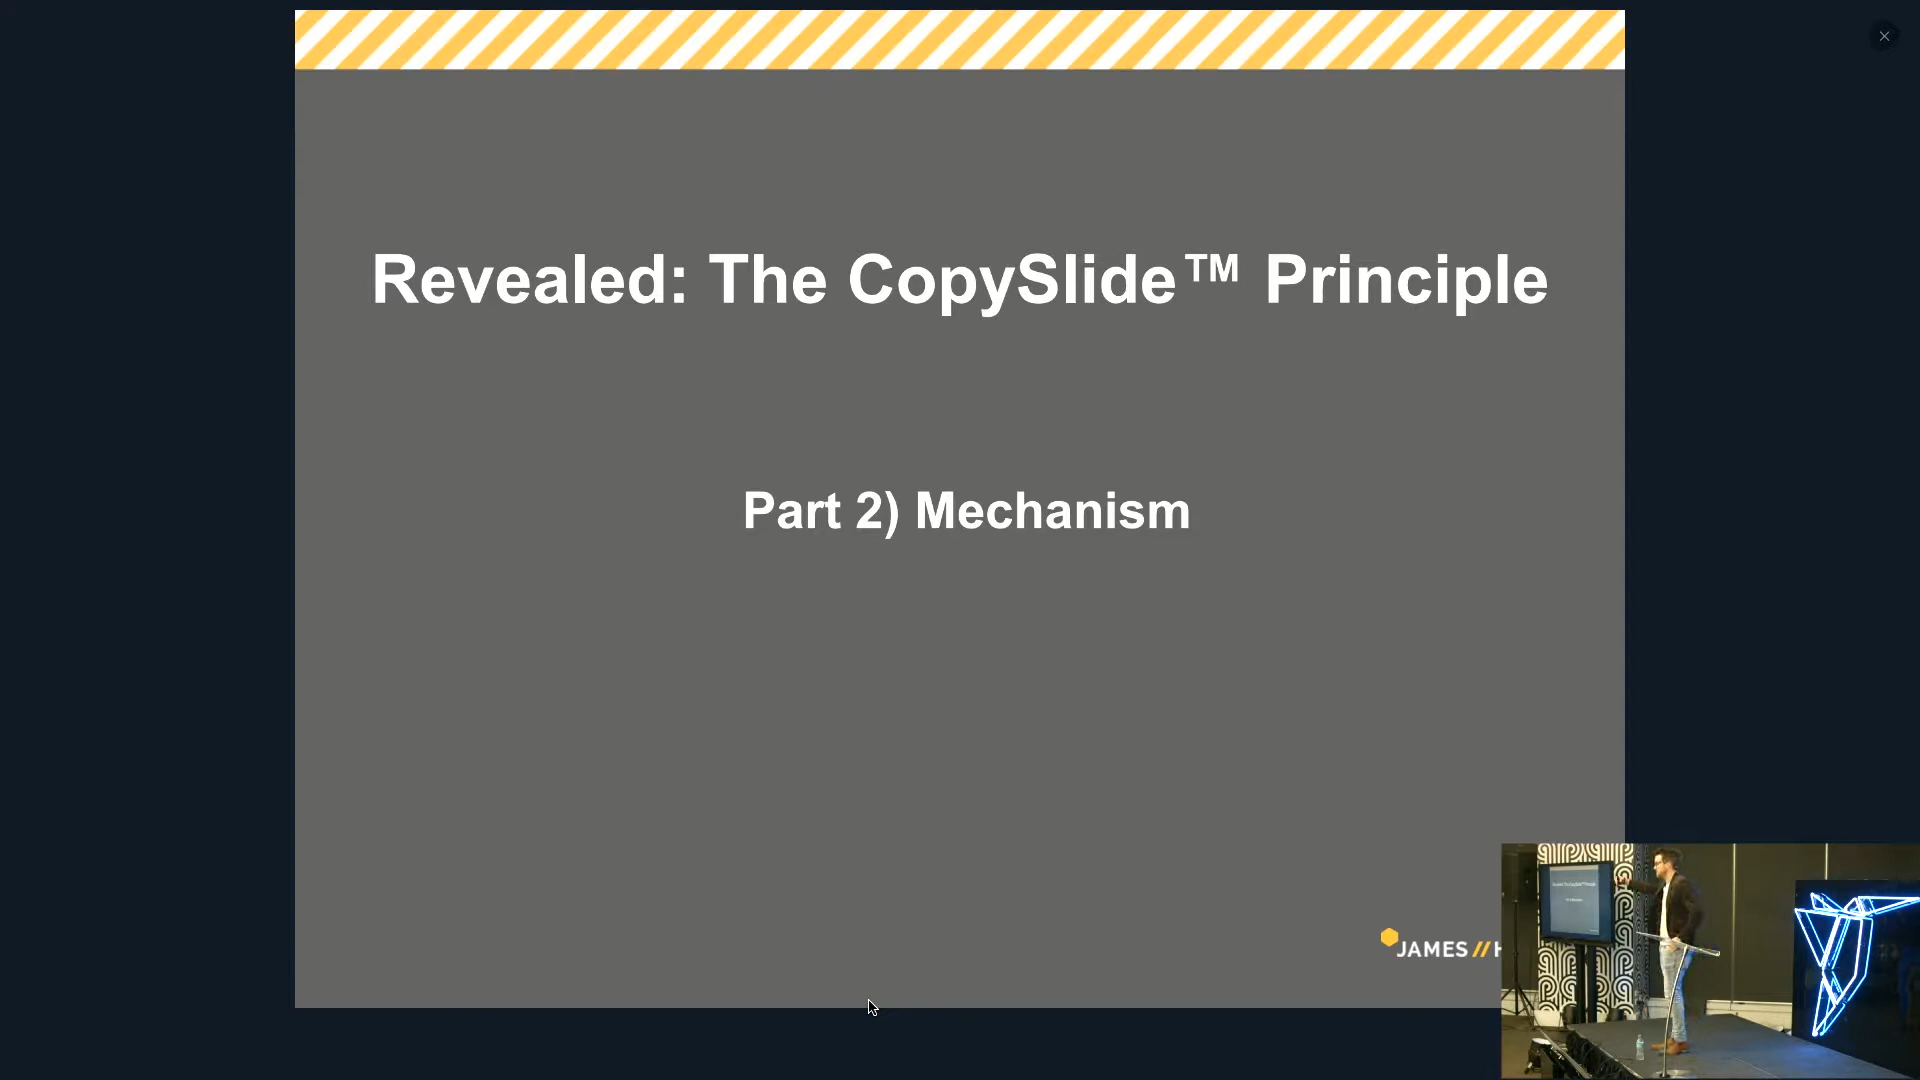 Revealed: The CopySlide™ Principle
Part 2) Mechanism
JAMES//H